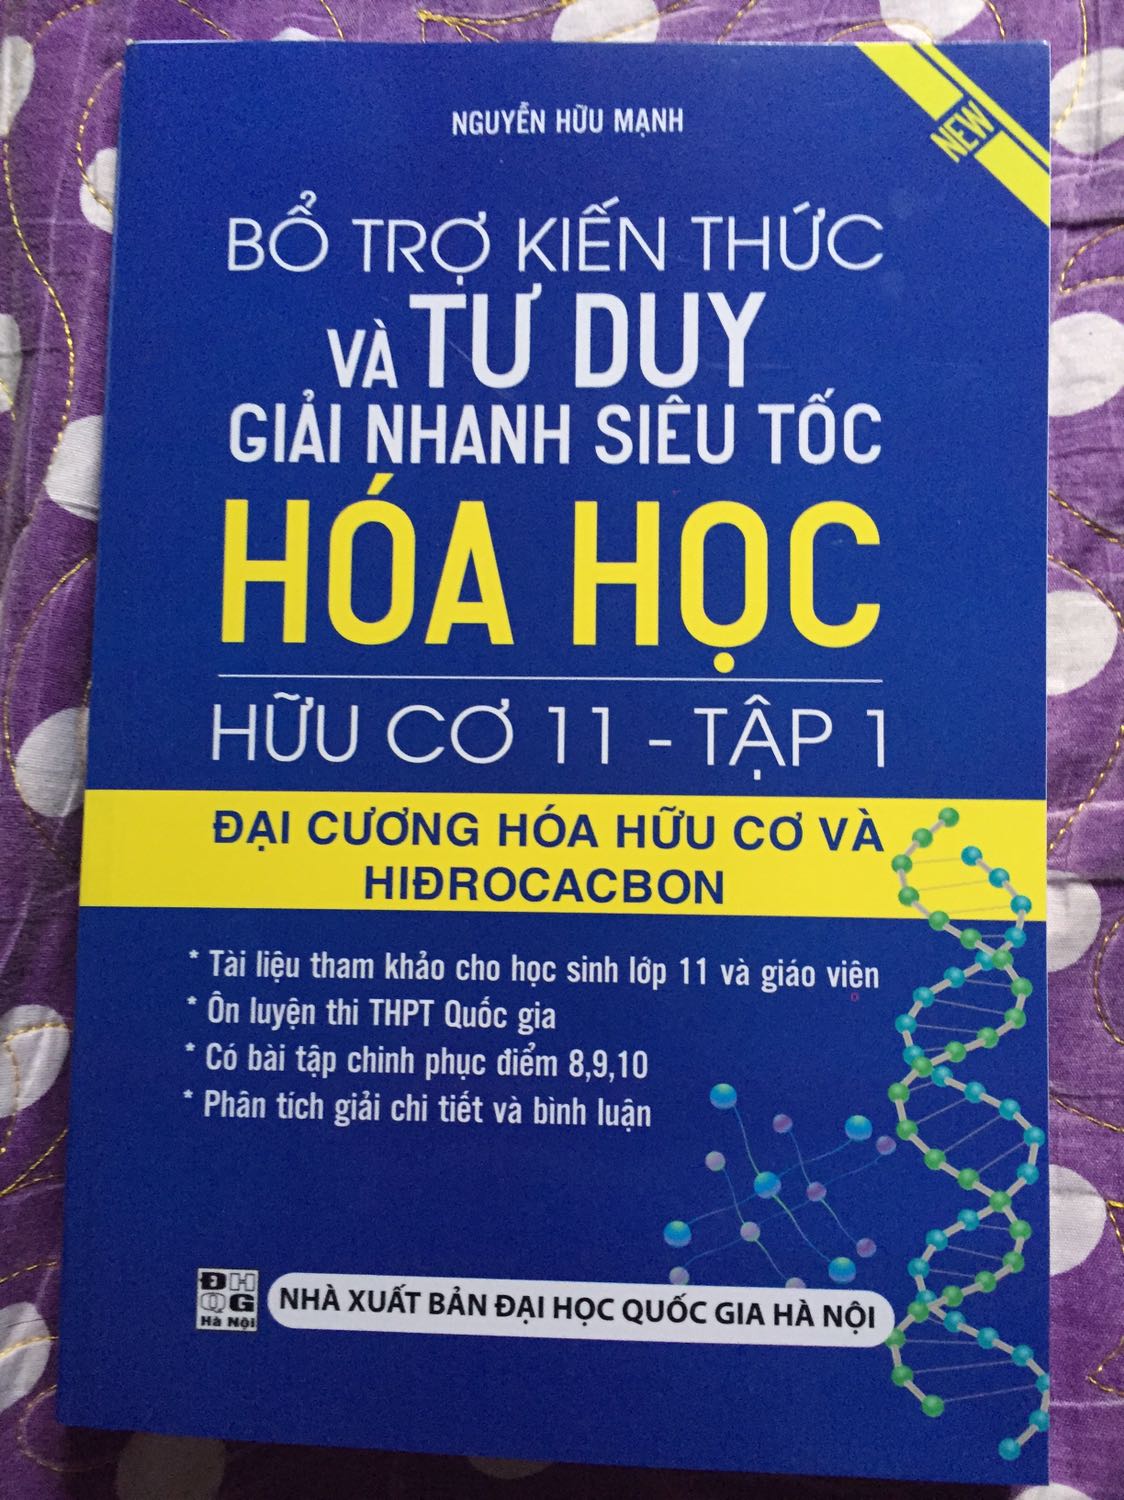 NGUYỄN HỮU MẠNH
NEW
BỔ TRỢ KIẾN THỨC
VÀ TƯ DUY
GIẢI NHANH SIÊU TỐC
HÓA HỌC
HỮU CƠ 11 - TẬP 1
ĐẠI CƯƠNG HÓA HỮU CƠ VÀ
HIĐROCACBON
* Tài liệu tham khảo cho học sinh lớp 11 và giáo viên
* Ôn luyện thi THPT Quốc gia
* Có bài tập chinh phục điểm 8,9,10
* Phân tích giải chi tiết và bình luận
ĐH
QG
Hà Nội
NHÀ XUẤT BẢN ĐẠI HỌC QUỐC GIA HÀ NỘI